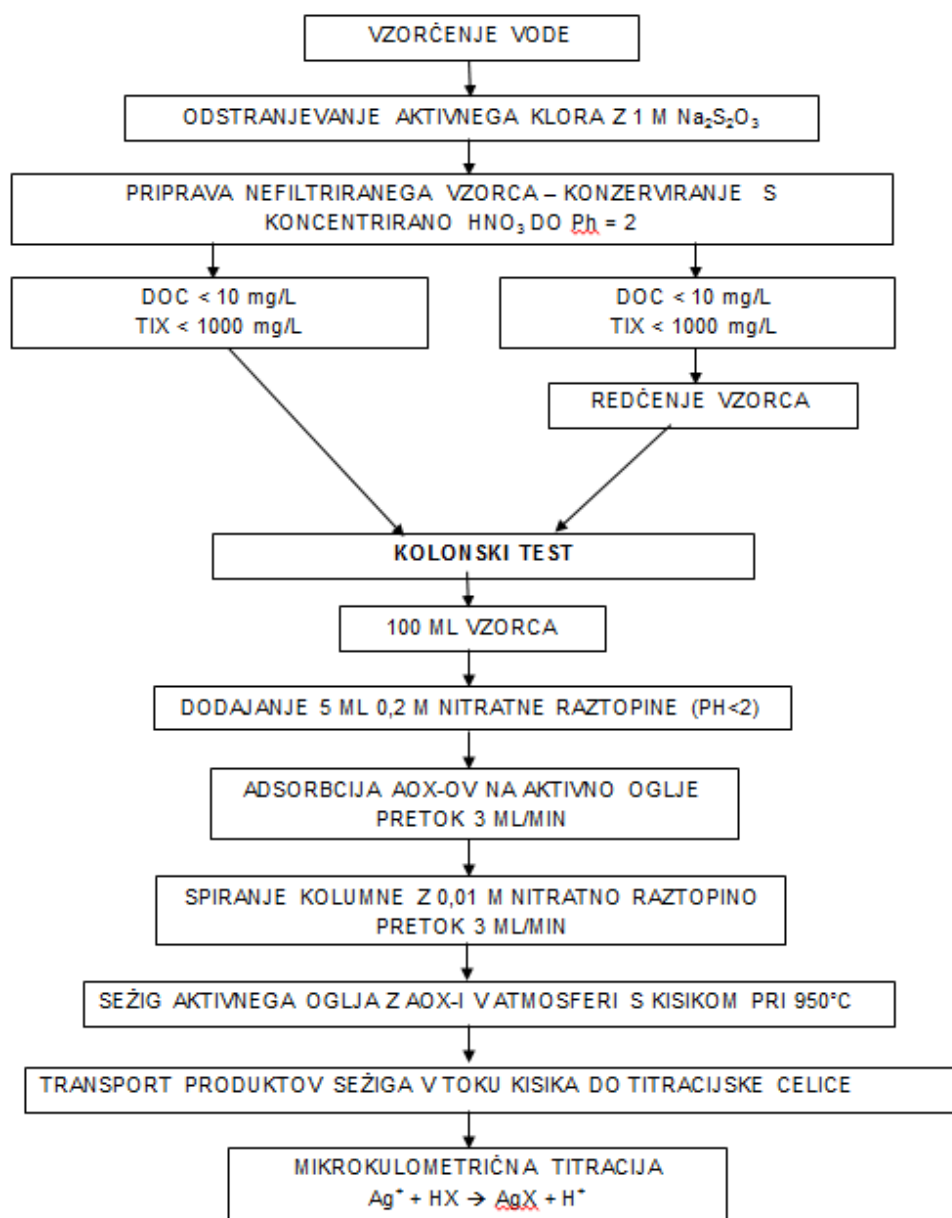 VZORČENJE VODE
ODSTRANJEVANJE AKTIVNEGA KLORA Z 1 M Na₂S₂O₃
PRIPRAVA NEFILTRIRANEGA VZORCA – KONZERVIRANJE S
KONCENTRIRANO HNO₃ DO Ph = 2
DOC < 10 mg/L
TIX < 1000 mg/L
DOC < 10 mg/L
TIX < 1000 mg/L
REDČENJE VZORCA
KOLONSKI TEST
100 ML VZORCA
DODAJANJE 5 ML 0,2 M NITRATNE RAZTOPINE (PH<2)
ADSORBCIJA AOX-OV NA AKTIVNO OGLJE
PRETOK 3 ML/MIN
SPIRANJE KOLUMNE Z 0,01 M NITRATNO RAZTOPINO
PRETOK 3 ML/MIN
SEŽIG AKTIVNEGA OGLJA Z AOX-I V ATMOSFERI S KISIKOM PRI 950°C
TRANSPORT PRODUKTOV SEŽIGA V TOKU KISIKA DO TITRACIJSKE CELICE
MIKROKULOMETRIČNA TITRACIJA
Ag⁺ + HX → AgX + H⁺